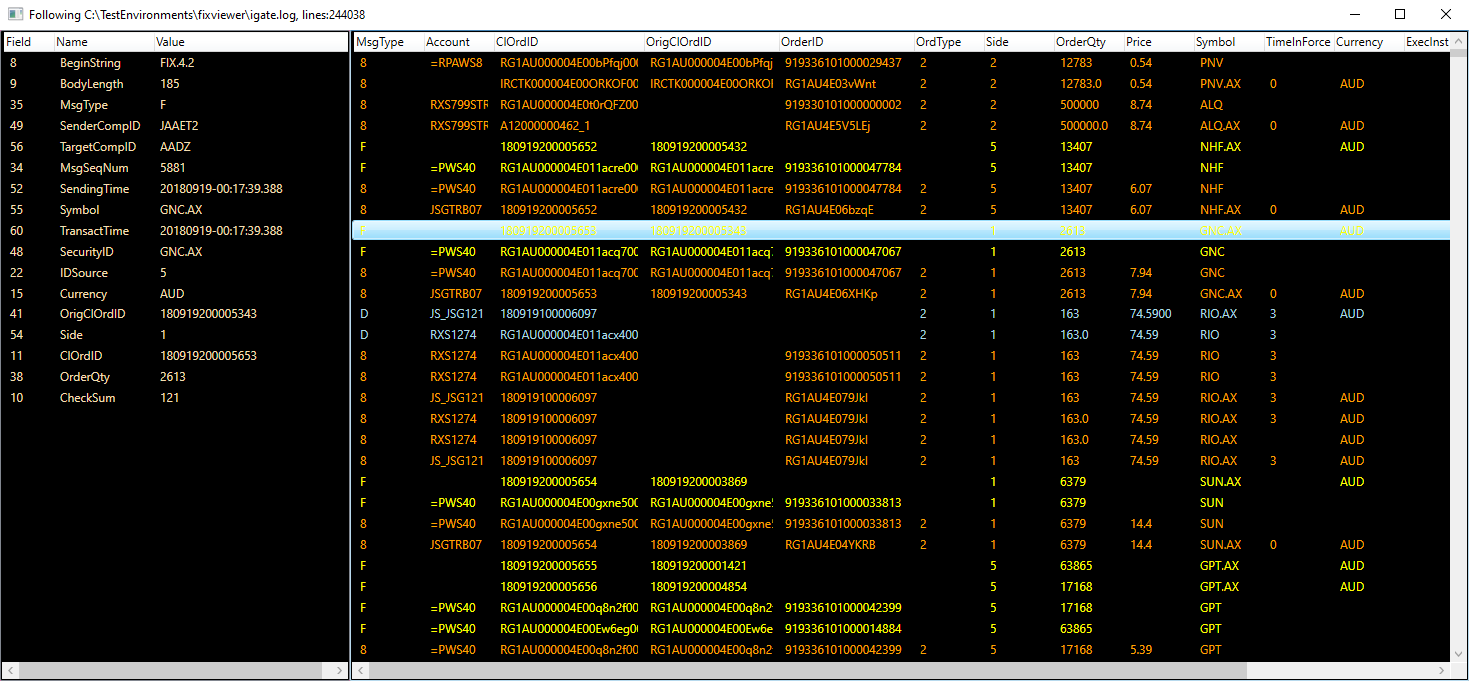 Following C:\TestEnvironments\fixviewer\igate.log, lines:244038
Field Name Value
8 BeginString FIX.4.2
9 BodyLength 185
35 MsgType F
49 SenderCompID JAAET2
56 TargetCompID AADZ
34 MsgSeqNum 5881
52 SendingTime 20180919-00:17:39.388
55 Symbol GNC.AX
60 TransactTime 20180919-00:17:39.388
48 SecurityID GNC.AX
22 IDSource 5
15 Currency AUD
41 OrigClOrdID 180919200005343
54 Side 1
11 ClOrdID 180919200005653
38 OrderQty 2613
10 CheckSum 121
MsgType Account ClOrdID OrigClOrdID OrderID OrdType Side OrderQty Price Symbol TimeInForce Currency ExecInst
8 =RPAWS8 RG1AU000004E00bPfqj00( RG1AU000004E00bPfqj 919336101000029437 2 2 12783 0.54 PNV
8 IRCTK000004E00ORKOF00 IRCTK000004E00ORKOI RG1AU4E03vWnt 2 2 12783.0 0.54 PNV.AX 0 AUD
8 RXS799STR RG1AU000004E0t0rQFZ00 919330101000000002 2 2 500000 8.74 ALQ
8 RXS799STR A12000000462_1 RG1AU4E5V5LEj 2 2 500000.0 8.74 ALQ.AX 0 AUD
F 180919200005652 180919200005432 5 13407 NHF.AX AUD
F =PWS40 RG1AU000004E011acre00( RG1AU000004E011acre 919336101000047784 5 13407 NHF
8 =PWS40 RG1AU000004E011acre00( RG1AU000004E011acre 919336101000047784 2 5 13407 6.07 NHF
8 JSGTRB07 180919200005652 180919200005432 RG1AU4E06bzqE 2 5 13407 6.07 NHF.AX 0 AUD
F 180919200005653 180919200005343 1 2613 GNC.AX AUD
F =PWS40 RG1AU000004E011acq700 RG1AU000004E011acq7 919336101000047067 1 2613 GNC
8 =PWS40 RG1AU000004E011acq700 RG1AU000004E011acq7 919336101000047067 2 1 2613 7.94 GNC
8 JSGTRB07 180919200005653 180919200005343 RG1AU4E06XHKp 2 1 2613 7.94 GNC.AX 0 AUD
D JS_JSG121 180919100006097 2 1 163 74.5900 RIO.AX 3 AUD
D RXS1274 RG1AU000004E011acx400 2 1 163.0 74.59 RIO 3
8 RXS1274 RG1AU000004E011acx400 919336101000050511 2 1 163 74.59 RIO 3
8 RXS1274 RG1AU000004E011acx400 919336101000050511 2 1 163 74.59 RIO 3
8 JS_JSG121 180919100006097 RG1AU4E079JkI 2 1 163 74.59 RIO.AX 3 AUD
8 RXS1274 180919100006097 RG1AU4E079JkI 2 1 163.0 74.59 RIO.AX 3 AUD
8 RXS1274 180919100006097 RG1AU4E079JkI 2 1 163.0 74.59 RIO.AX AUD
8 JS_JSG121 180919100006097 RG1AU4E079JkI 2 1 163 74.59 RIO.AX 3 AUD
F 180919200005654 180919200003869 1 6379 SUN.AX AUD
F =PWS40 RG1AU000004E00gxne500 RG1AU000004E00gxne5 919336101000033813 1 6379 SUN
8 =PWS40 RG1AU000004E00gxne500 RG1AU000004E00gxne5 919336101000033813 2 1 6379 14.4 SUN
8 JSGTRB07 180919200005654 180919200003869 RG1AU4E04YKRB 2 1 6379 14.4 SUN.AX 0 AUD
F 180919200005655 180919200001421 5 63865 GPT.AX AUD
F 180919200005656 180919200004854 5 17168 GPT.AX AUD
F =PWS40 RG1AU000004E00q8n2f00 RG1AU000004E00q8n2 919336101000042399 5 17168 GPT
F =PWS40 RG1AU000004E00Ew6eg0 RG1AU000004E00Ew6e 919336101000014884 5 63865 GPT
8 =PWS40 RG1AU000004E00q8n2f00 RG1AU000004E00q8n2 919336101000042399 2 5 17168 5.39 GPT